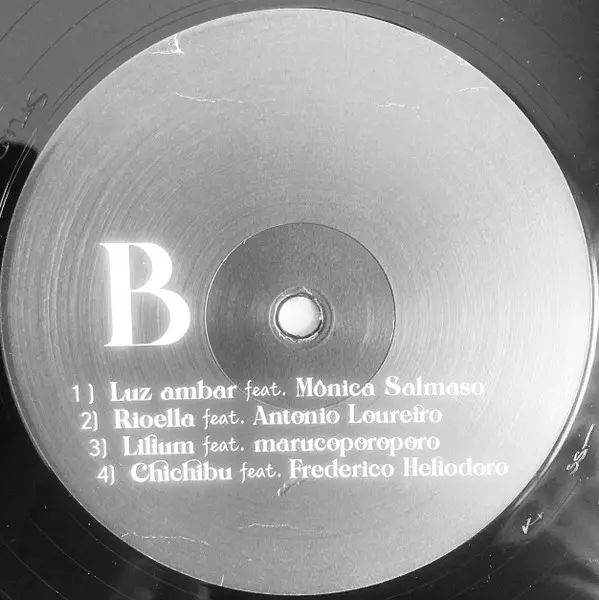 B
1) Luz ambar feat. Mônica Salmaso
2) Rioella feat. Antonio Loureiro
3) Lilium feat. marucoporoporo
4) Chichibu feat. Frederico Heliodoro